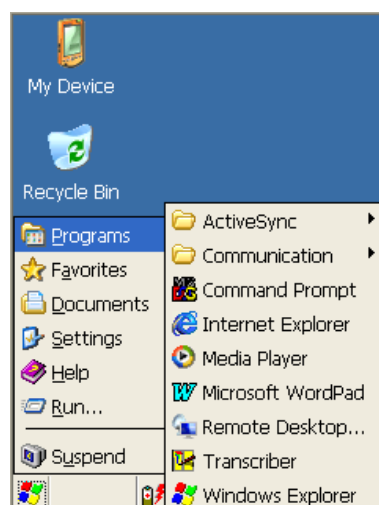 My Device
Recycle Bin
Programs
Favorites
Documents
Settings
Help
Run...
Suspend
ActiveSync
Communication
Command Prompt
Internet Explorer
Media Player
Microsoft WordPad
Remote Desktop...
Transcriber
Windows Explorer